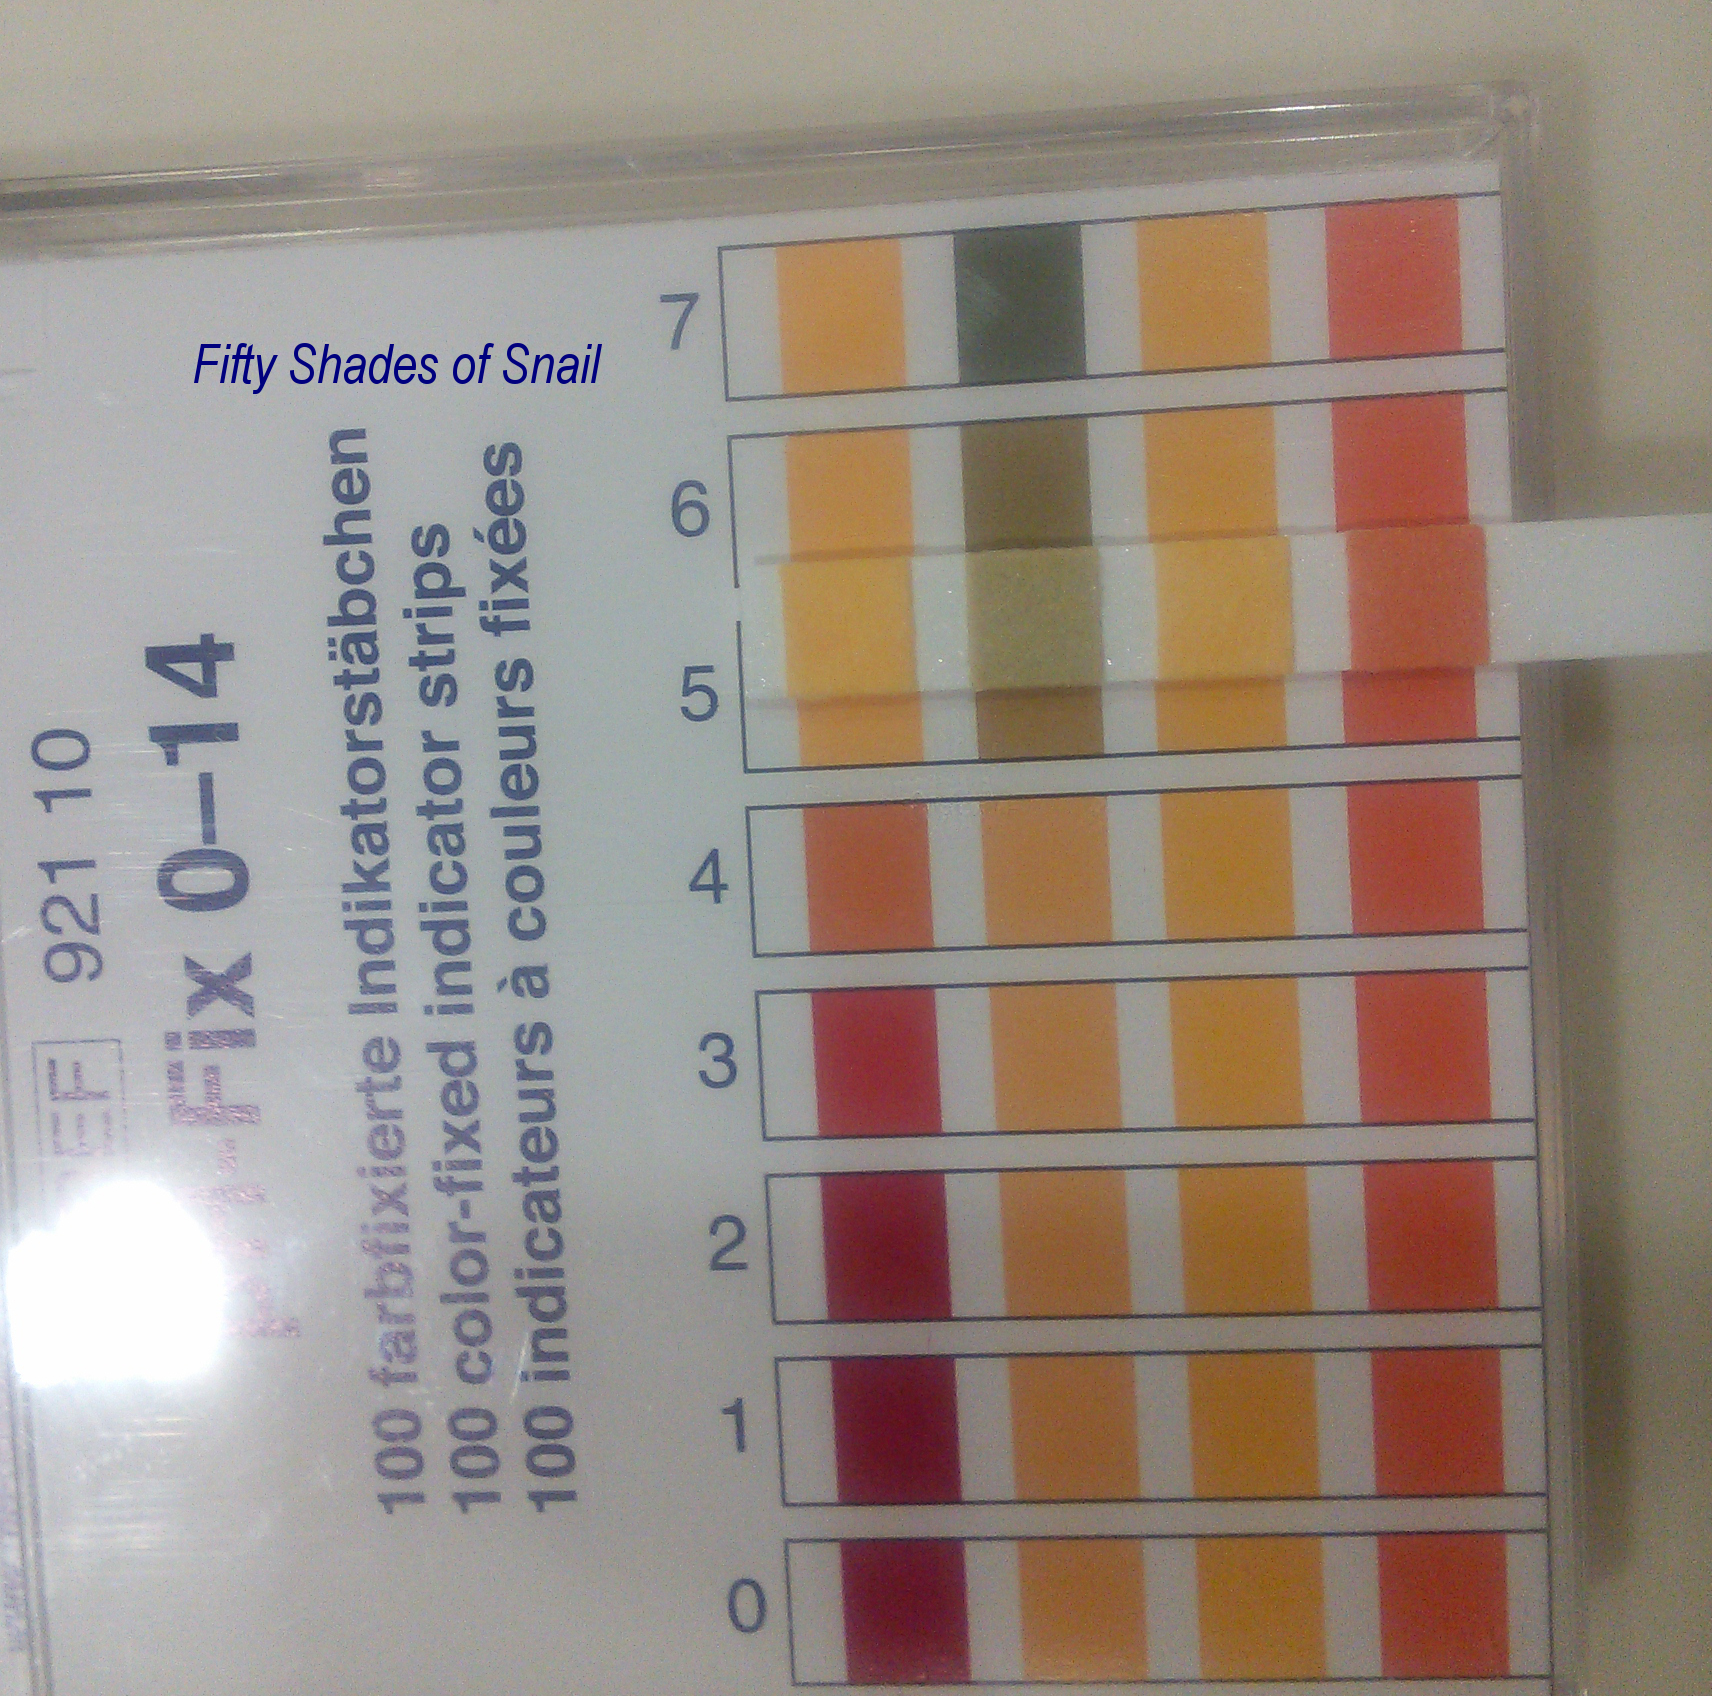 Fifty Shades of Snail
921 10
Fix 0–14
100 farbfixierte Indikatorstäbchen
100 color-fixed indicator strips
100 indicateurs à couleurs fixées
7
6
5
4
3
2
1
0